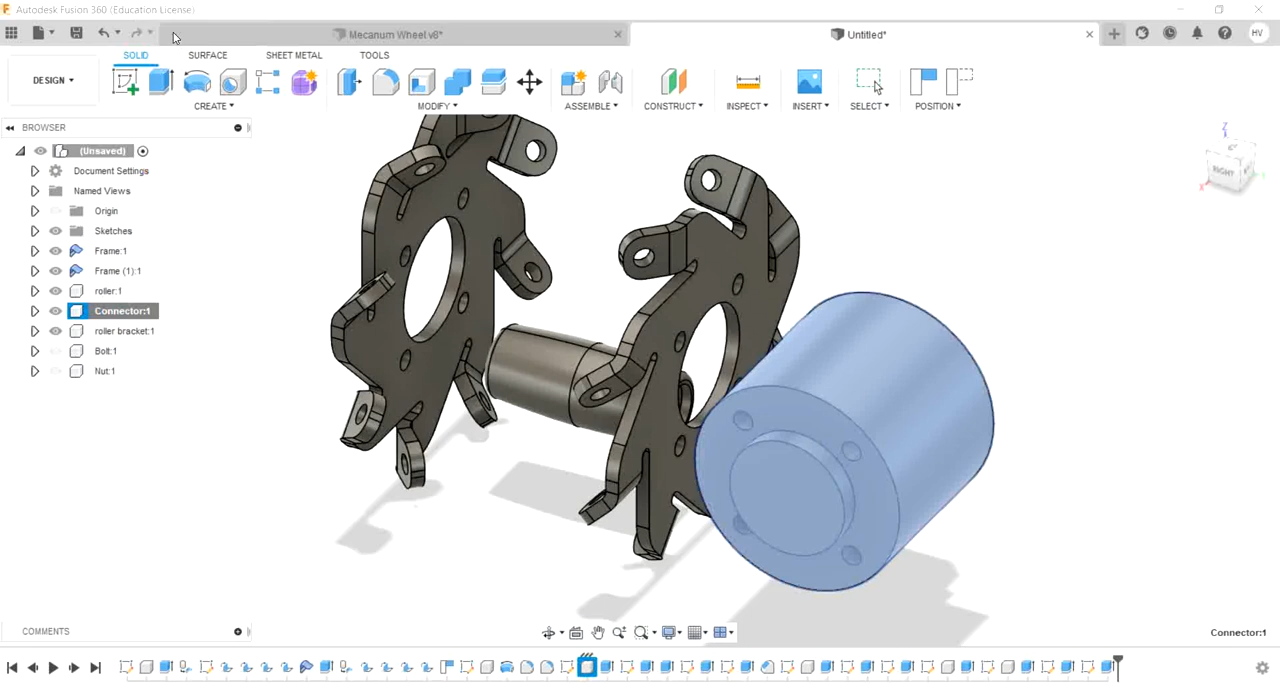 Autodesk Fusion 360 (Education License)
Mecanum Wheel v8*
Untitled*
HV
SOLID SURFACE SHEET METAL TOOLS
DESIGN
CREATE MODIFY ASSEMBLE CONSTRUCT INSPECT INSERT SELECT POSITION
BROWSER
(Unsaved)
Document Settings
Named Views
Origin
Sketches
Frame:1
Frame (1):1
roller:1
Connector:1
roller bracket:1
Bolt:1
Nut:1
Z
RIGHT
COMMENTS
Connector:1